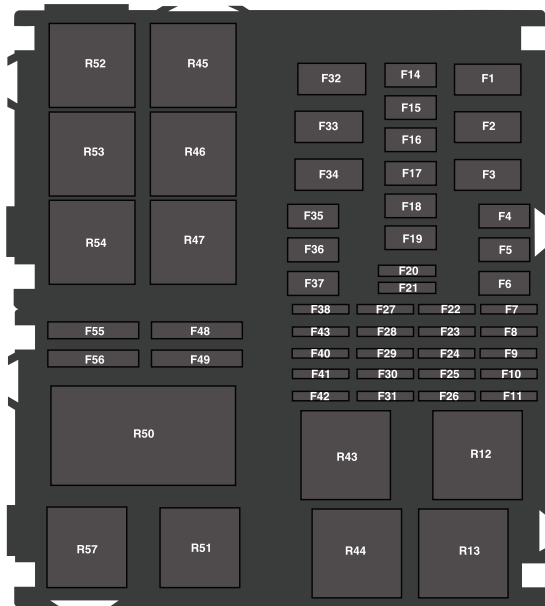 R52 R45 F32 F14 F1
F15
F33 F16 F2
R53 R46
F34 F17 F3
R54 R47 F35 F18 F4
F36 F19 F5
F20
F37 F21 F6
F38 F27 F22 F7
F55 F48 F43 F28 F23 F8
F56 F49 F40 F29 F24 F9
F41 F30 F25 F10
F42 F31 F26 F11
R50 R43 R12
R57 R51 R44 R13